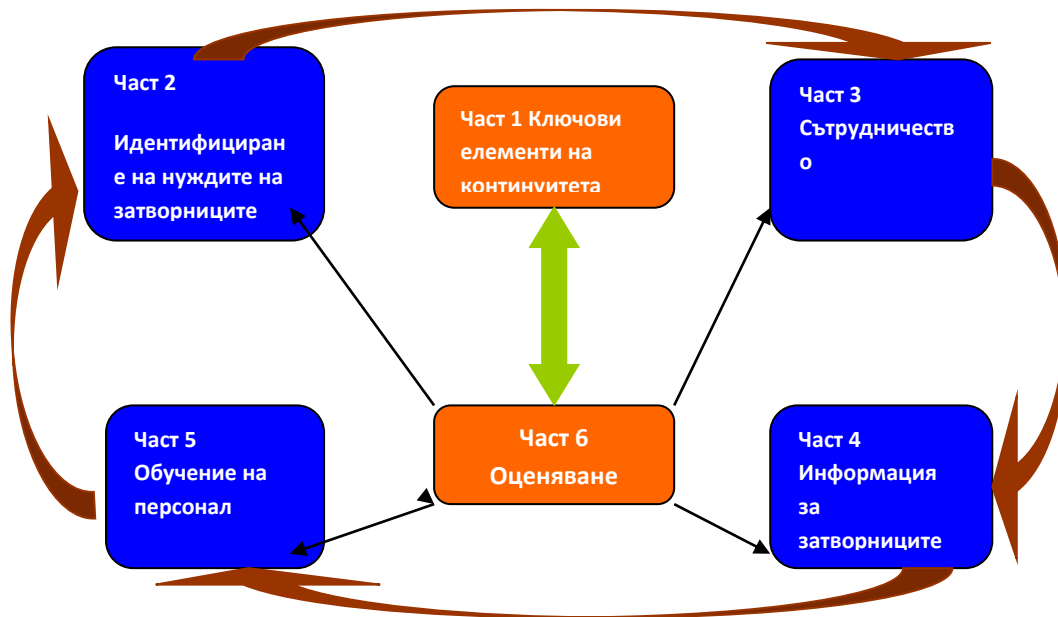 Част 2
Идентифициран
е на нуждите на
затворниците
Част 1 Ключови
елементи на
континуитета
Част 3
Сътрудничеств
о
Част 5
Обучение на
персонал
Част 6
Оценяване
Част 4
Информация
за
затворниците